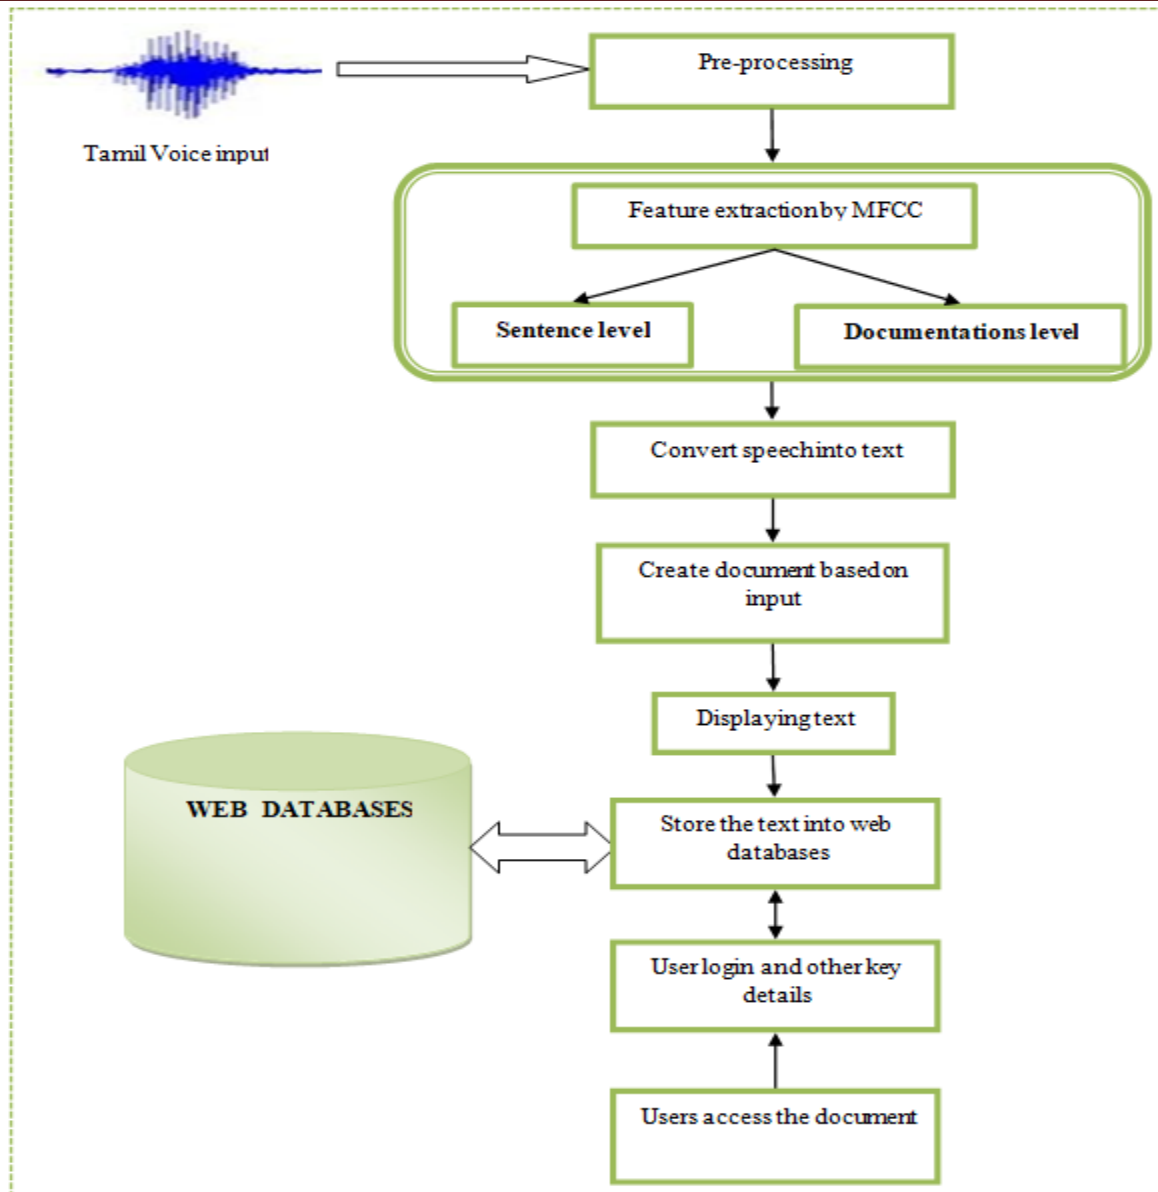 Pre-processing
Tamil Voice input
Feature extraction by MFCC
Sentence level
Documentations level
Convert speech into text
Create document based on
input
Displaying text
WEB DATABASES
Store the text into web
databases
User login and other key
details
Users access the document